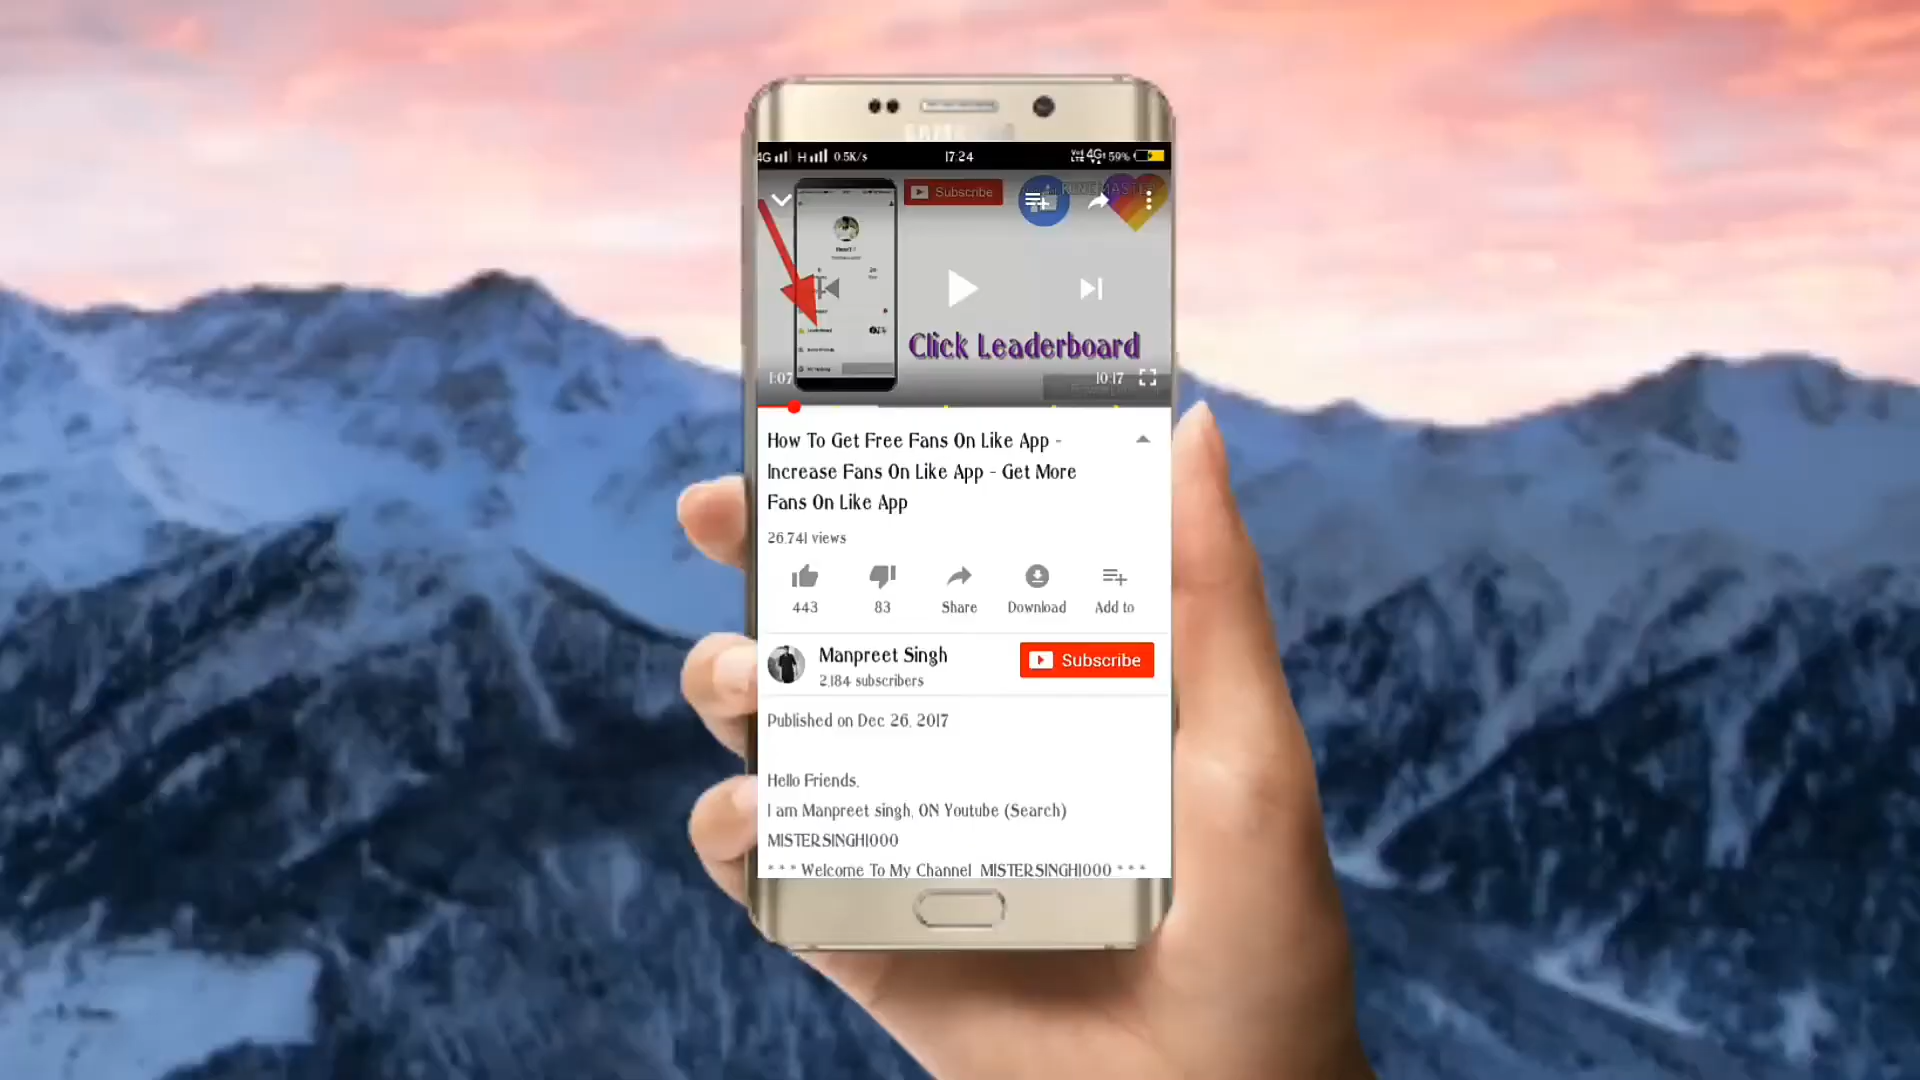 SAMSUNG
4G H 0.5K/s 17:24 VoLTE 4G 59%
Subscribe
KINEMASTER
Click Leaderboard
1:07 10:17
How To Get Free Fans On Like App -
Increase Fans On Like App - Get More
Fans On Like App
26,741 views
443 83 Share Download Add to
Manpreet Singh
Subscribe
2,184 subscribers
Published on Dec 26, 2017
Hello Friends,
I am Manpreet singh, ON Youtube (Search)
MISTERSINGH1000
* * * Welcome To My Channel MISTERSINGH1000 * * *